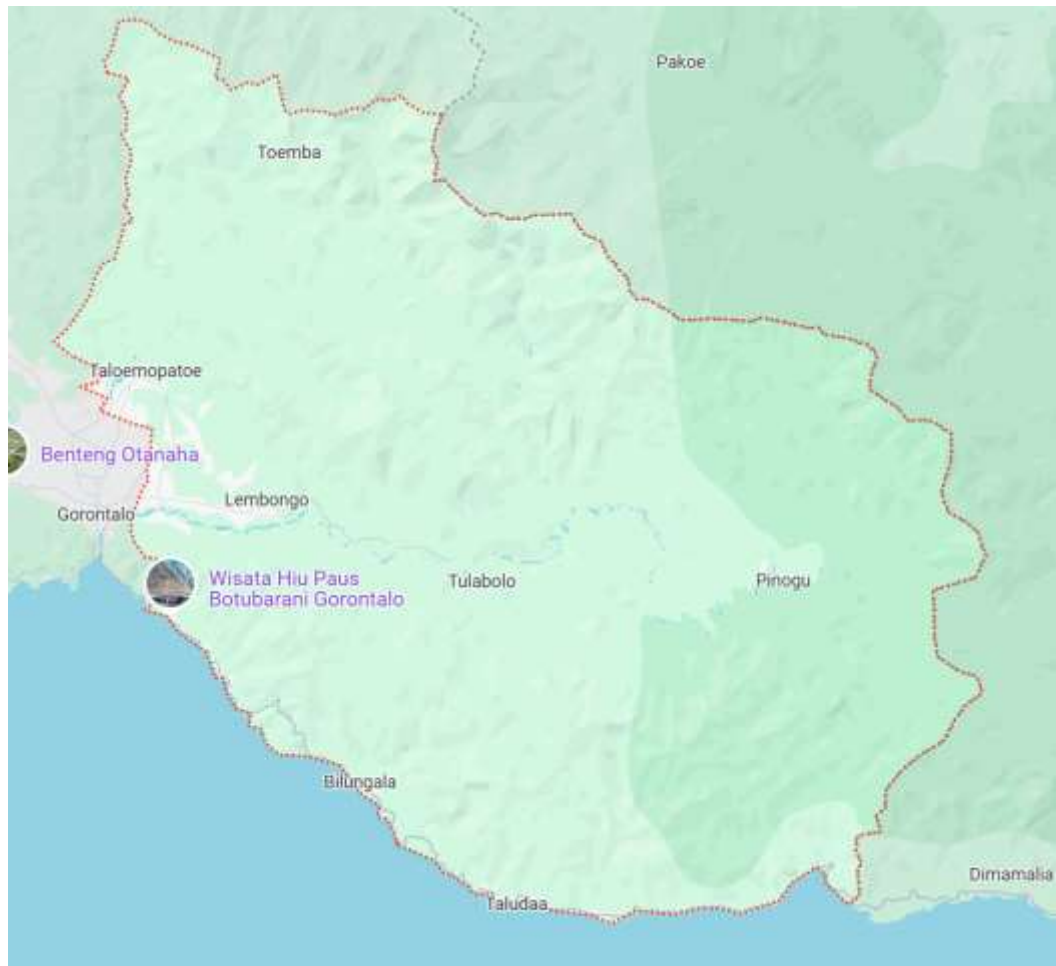 Pakoe
Toemba
Taloemopatoe
Benteng Otanaha
Lembongo
Gorontalo
Wisata Hiu Paus
Botubarani Gorontalo
Tulabolo
Pinogu
Bilungala
Dimamalia
Taludaa